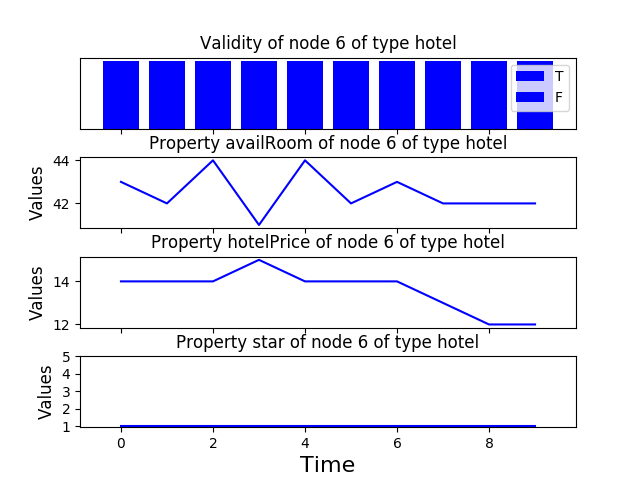 Validity of node 6 of type hotel
T
F
Property availRoom of node 6 of type hotel
Values
44
42
Property hotelPrice of node 6 of type hotel
Values
14
12
Property star of node 6 of type hotel
Values
5
4
3
2
1
0 2 4 6 8
Time